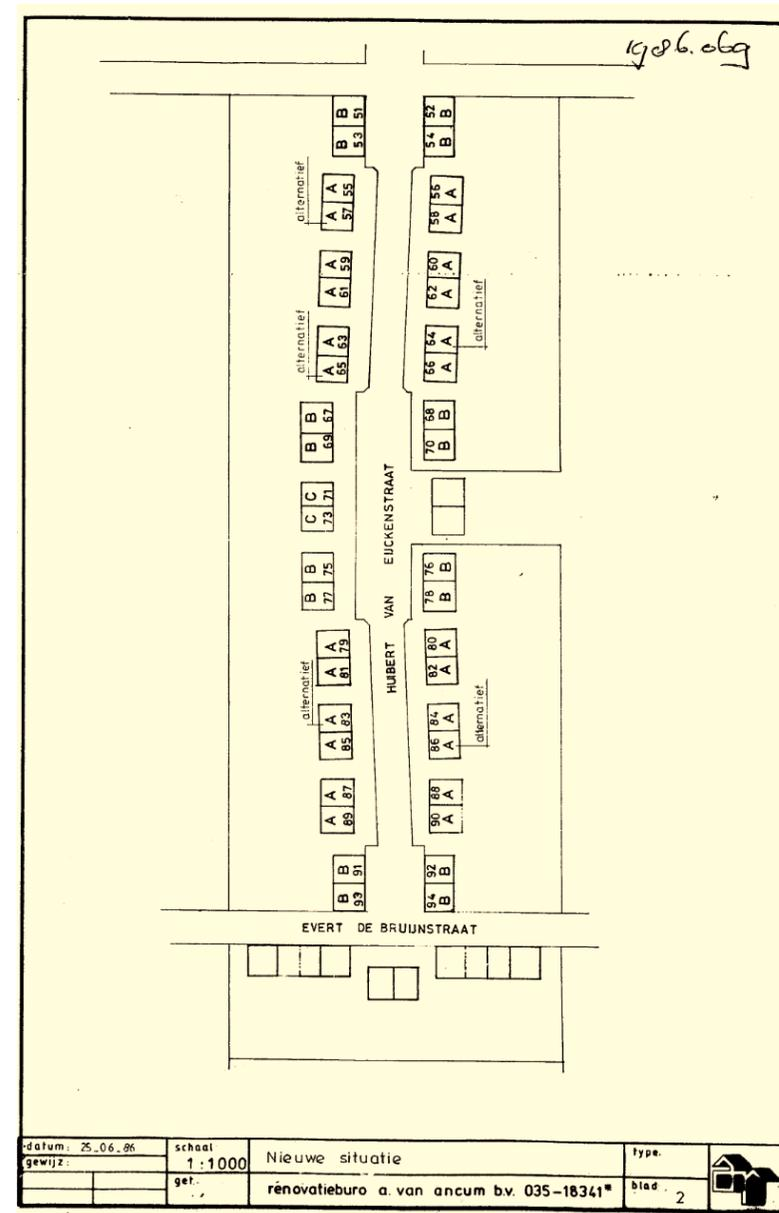 1986.069
B 51 52 B
B 53 54 B
alternatief
A 55 56 A
A 57 58 A
A 59 60 A
A 61 62 A
alternatief
alternatief
A 63 64 A
A 65 66 A
B 67 68 B
B 69 70 B
C 71
C 73
HUIBERT VAN EIJCKENSTRAAT
B 75 76 B
B 77 78 B
A 79 80 A
A 81 82 A
alternatief
A 83 84 A
A 85 86 A
alternatief
A 87 88 A
A 89 90 A
B 91 92 B
B 93 94 B
EVERT DE BRUIJNSTRAAT
datum: 25-06-86
gewijz:
schaal
1:1000
get.
Nieuwe situatie
renovatieburo a. van ancum b.v. 035-18341*
type.
blad 2